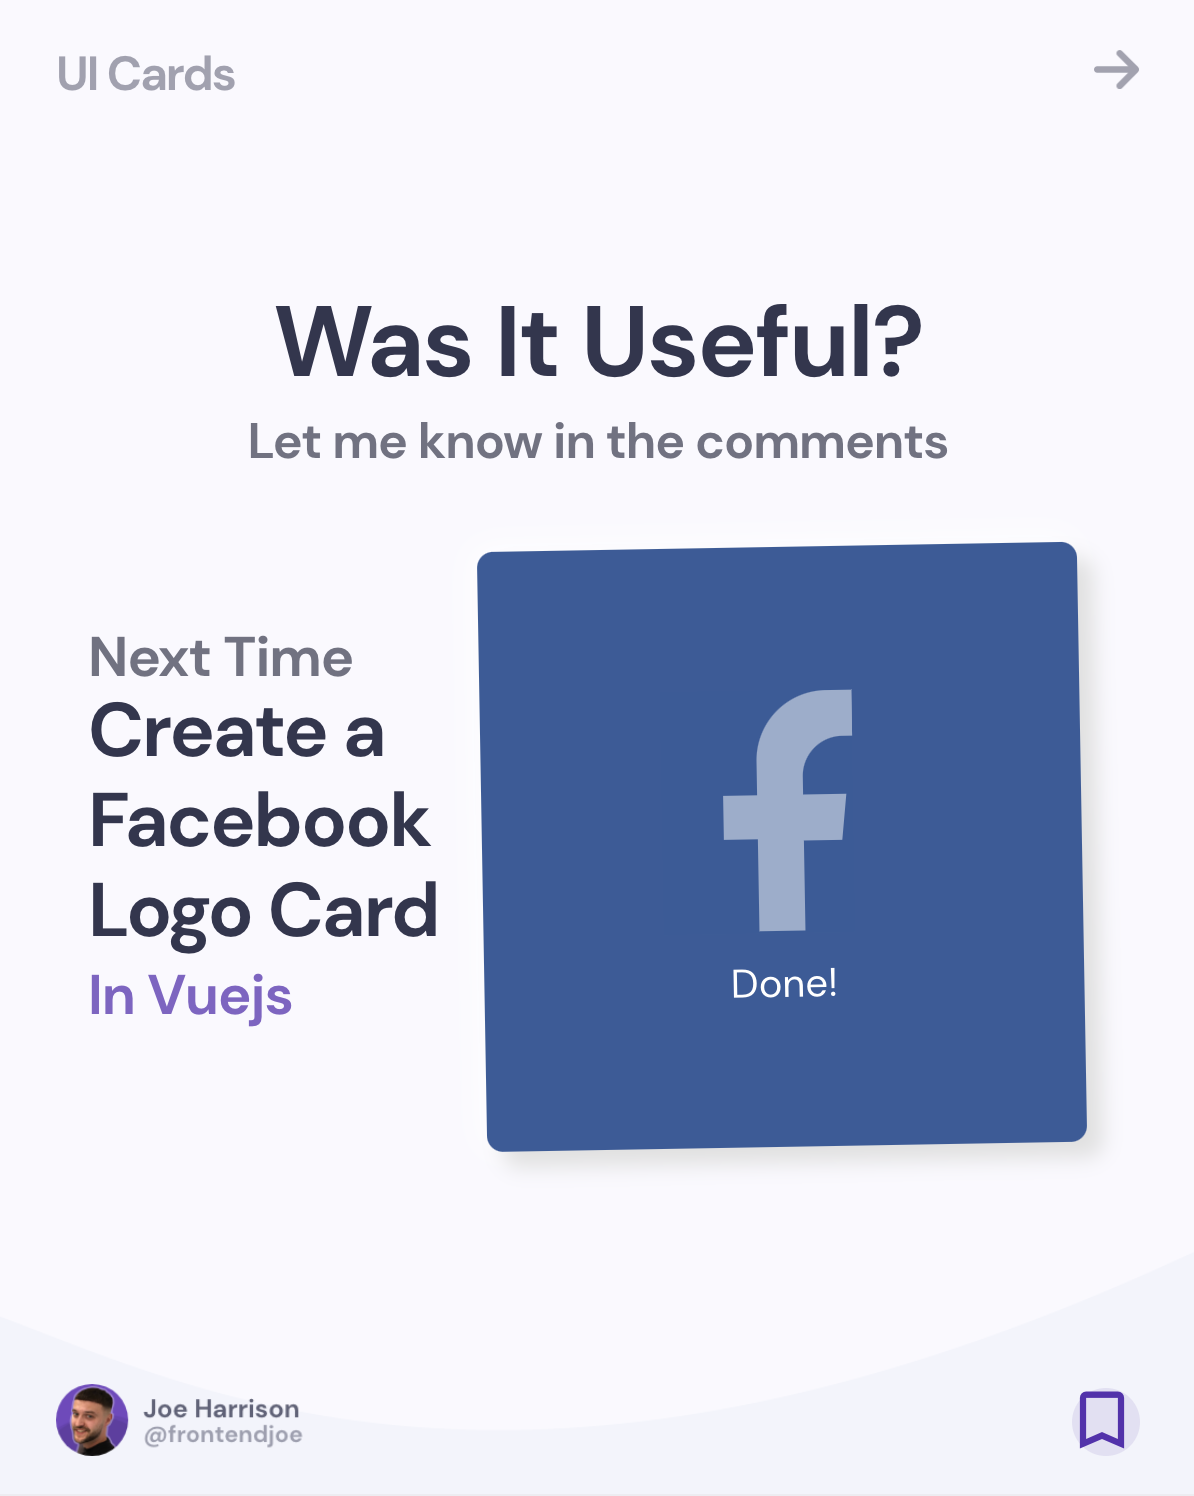 UI Cards
Was It Useful?
Let me know in the comments
Next Time
Create a
Facebook
Logo Card
In Vuejs
f
Done!
Joe Harrison
@frontendjoe